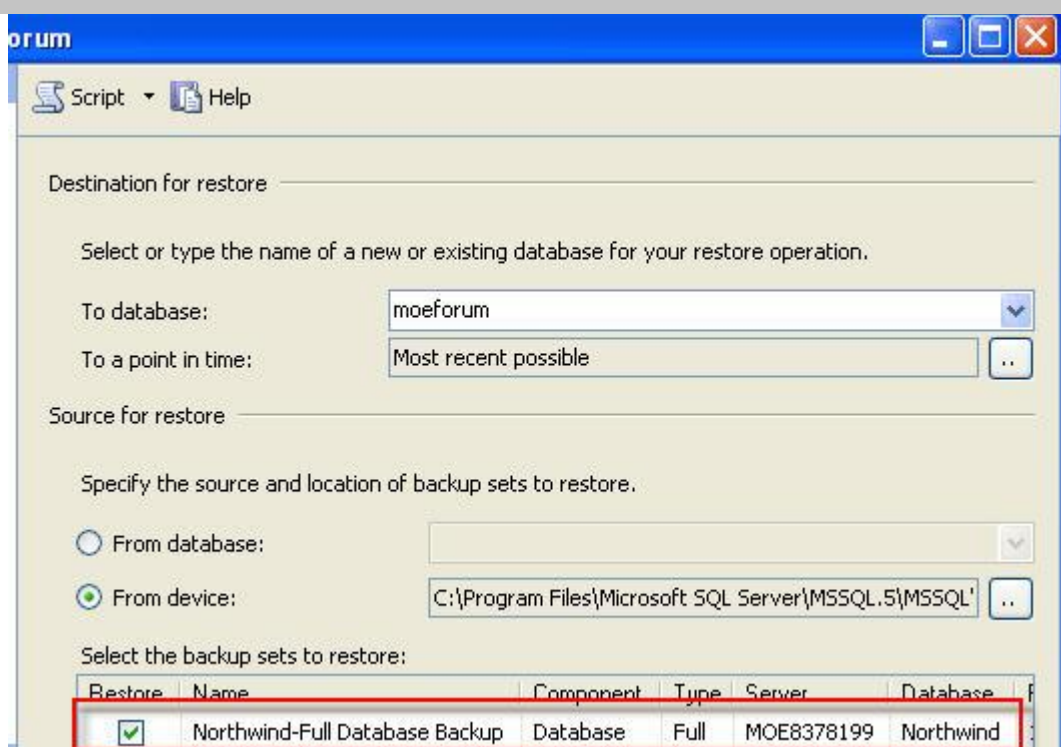 orum
Script Help
Destination for restore
Select or type the name of a new or existing database for your restore operation.
To database: moeforum
To a point in time: Most recent possible ..
Source for restore
Specify the source and location of backup sets to restore.
From database:
From device: C:\Program Files\Microsoft SQL Server\MSSQL.5\MSSQL' ..
Select the backup sets to restore:
Restore Name Component Type Server Database
Northwind-Full Database Backup Database Full MOE8378199 Northwind